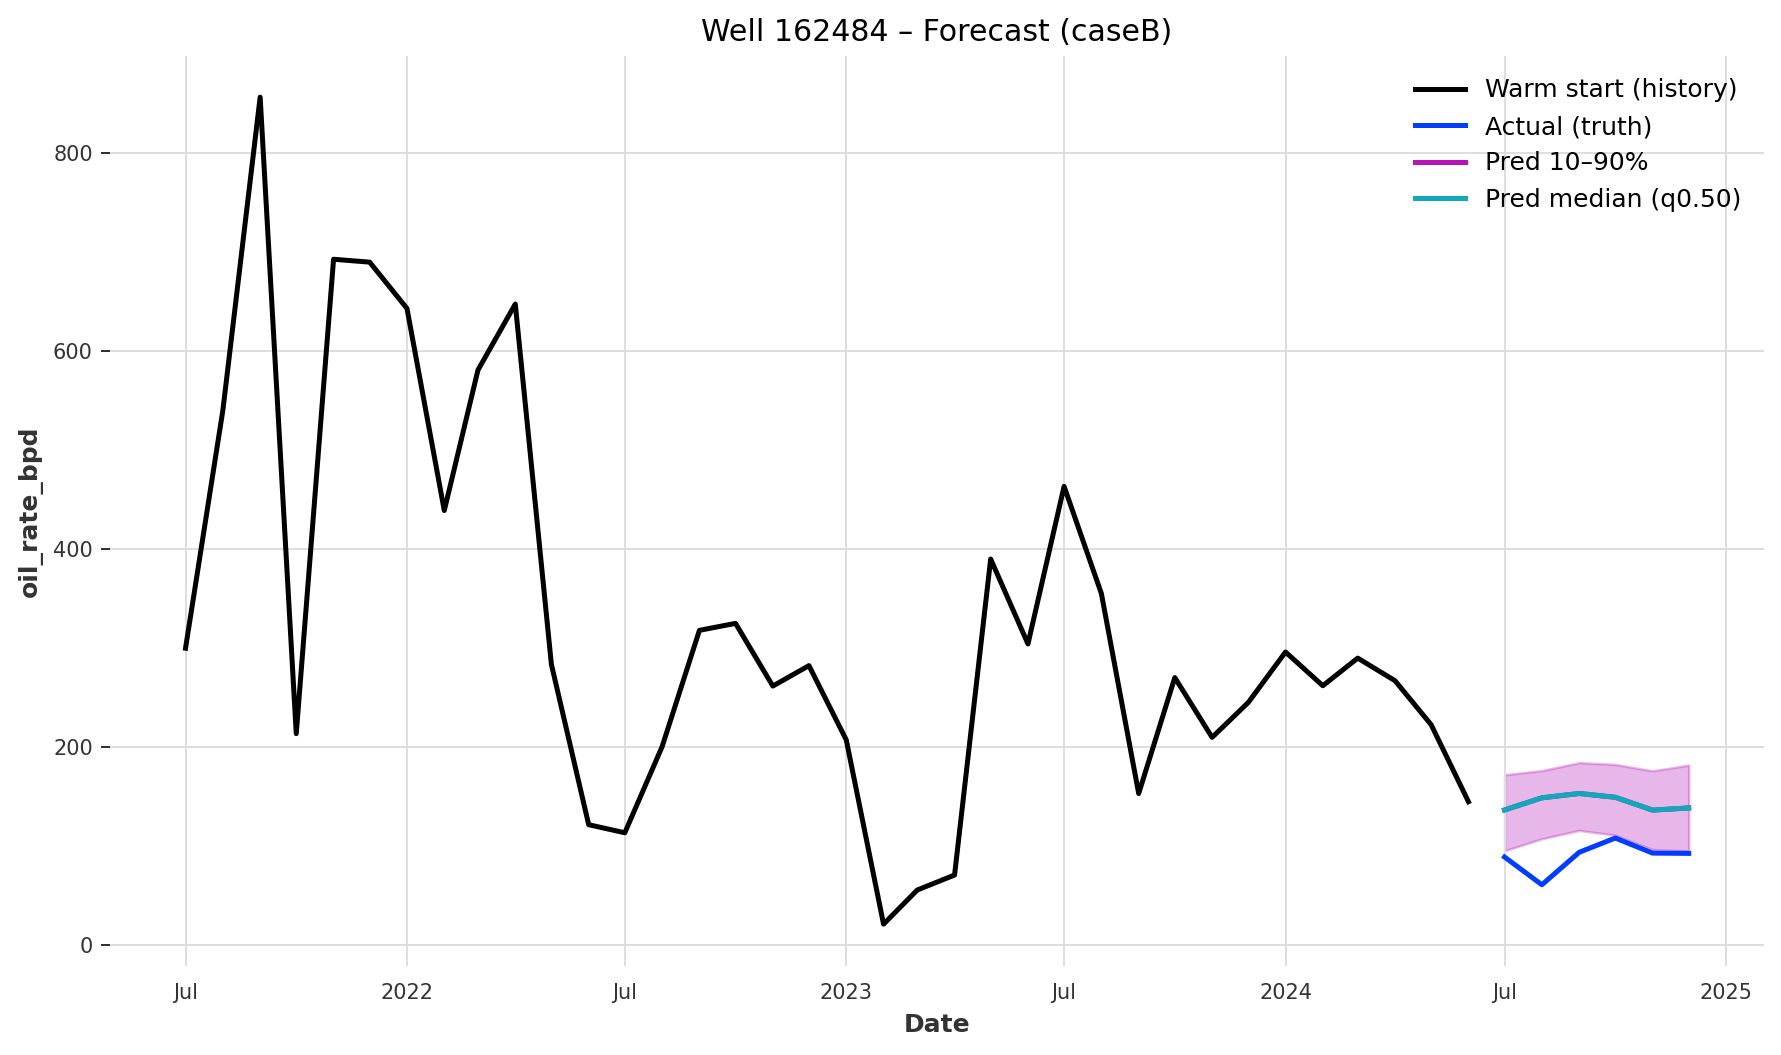 Well 162484 – Forecast (caseB)
Warm start (history)
Actual (truth)
Pred 10–90%
Pred median (q0.50)
oil_rate_bpd
800
600
400
200
0
Jul
2022
Jul
2023
Jul
2024
Jul
2025
Date